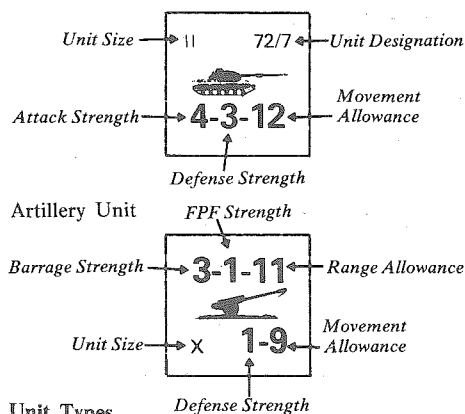 Unit Size II 72/7 Unit Designation
Attack Strength 4-3-12 Movement Allowance
Defense Strength
Artillery Unit FPF Strength
Barrage Strength 3-1-11 Range Allowance
Unit Size X 1-9 Movement Allowance
Unit Types Defense Strength